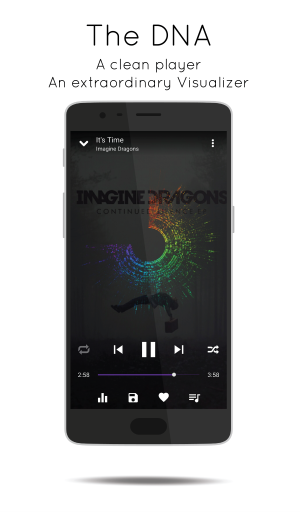 The DNA
A clean player
An extraordinary Visualizer
It's Time
Imagine Dragons
IMAGINE DRAGONS
2:58
3:58